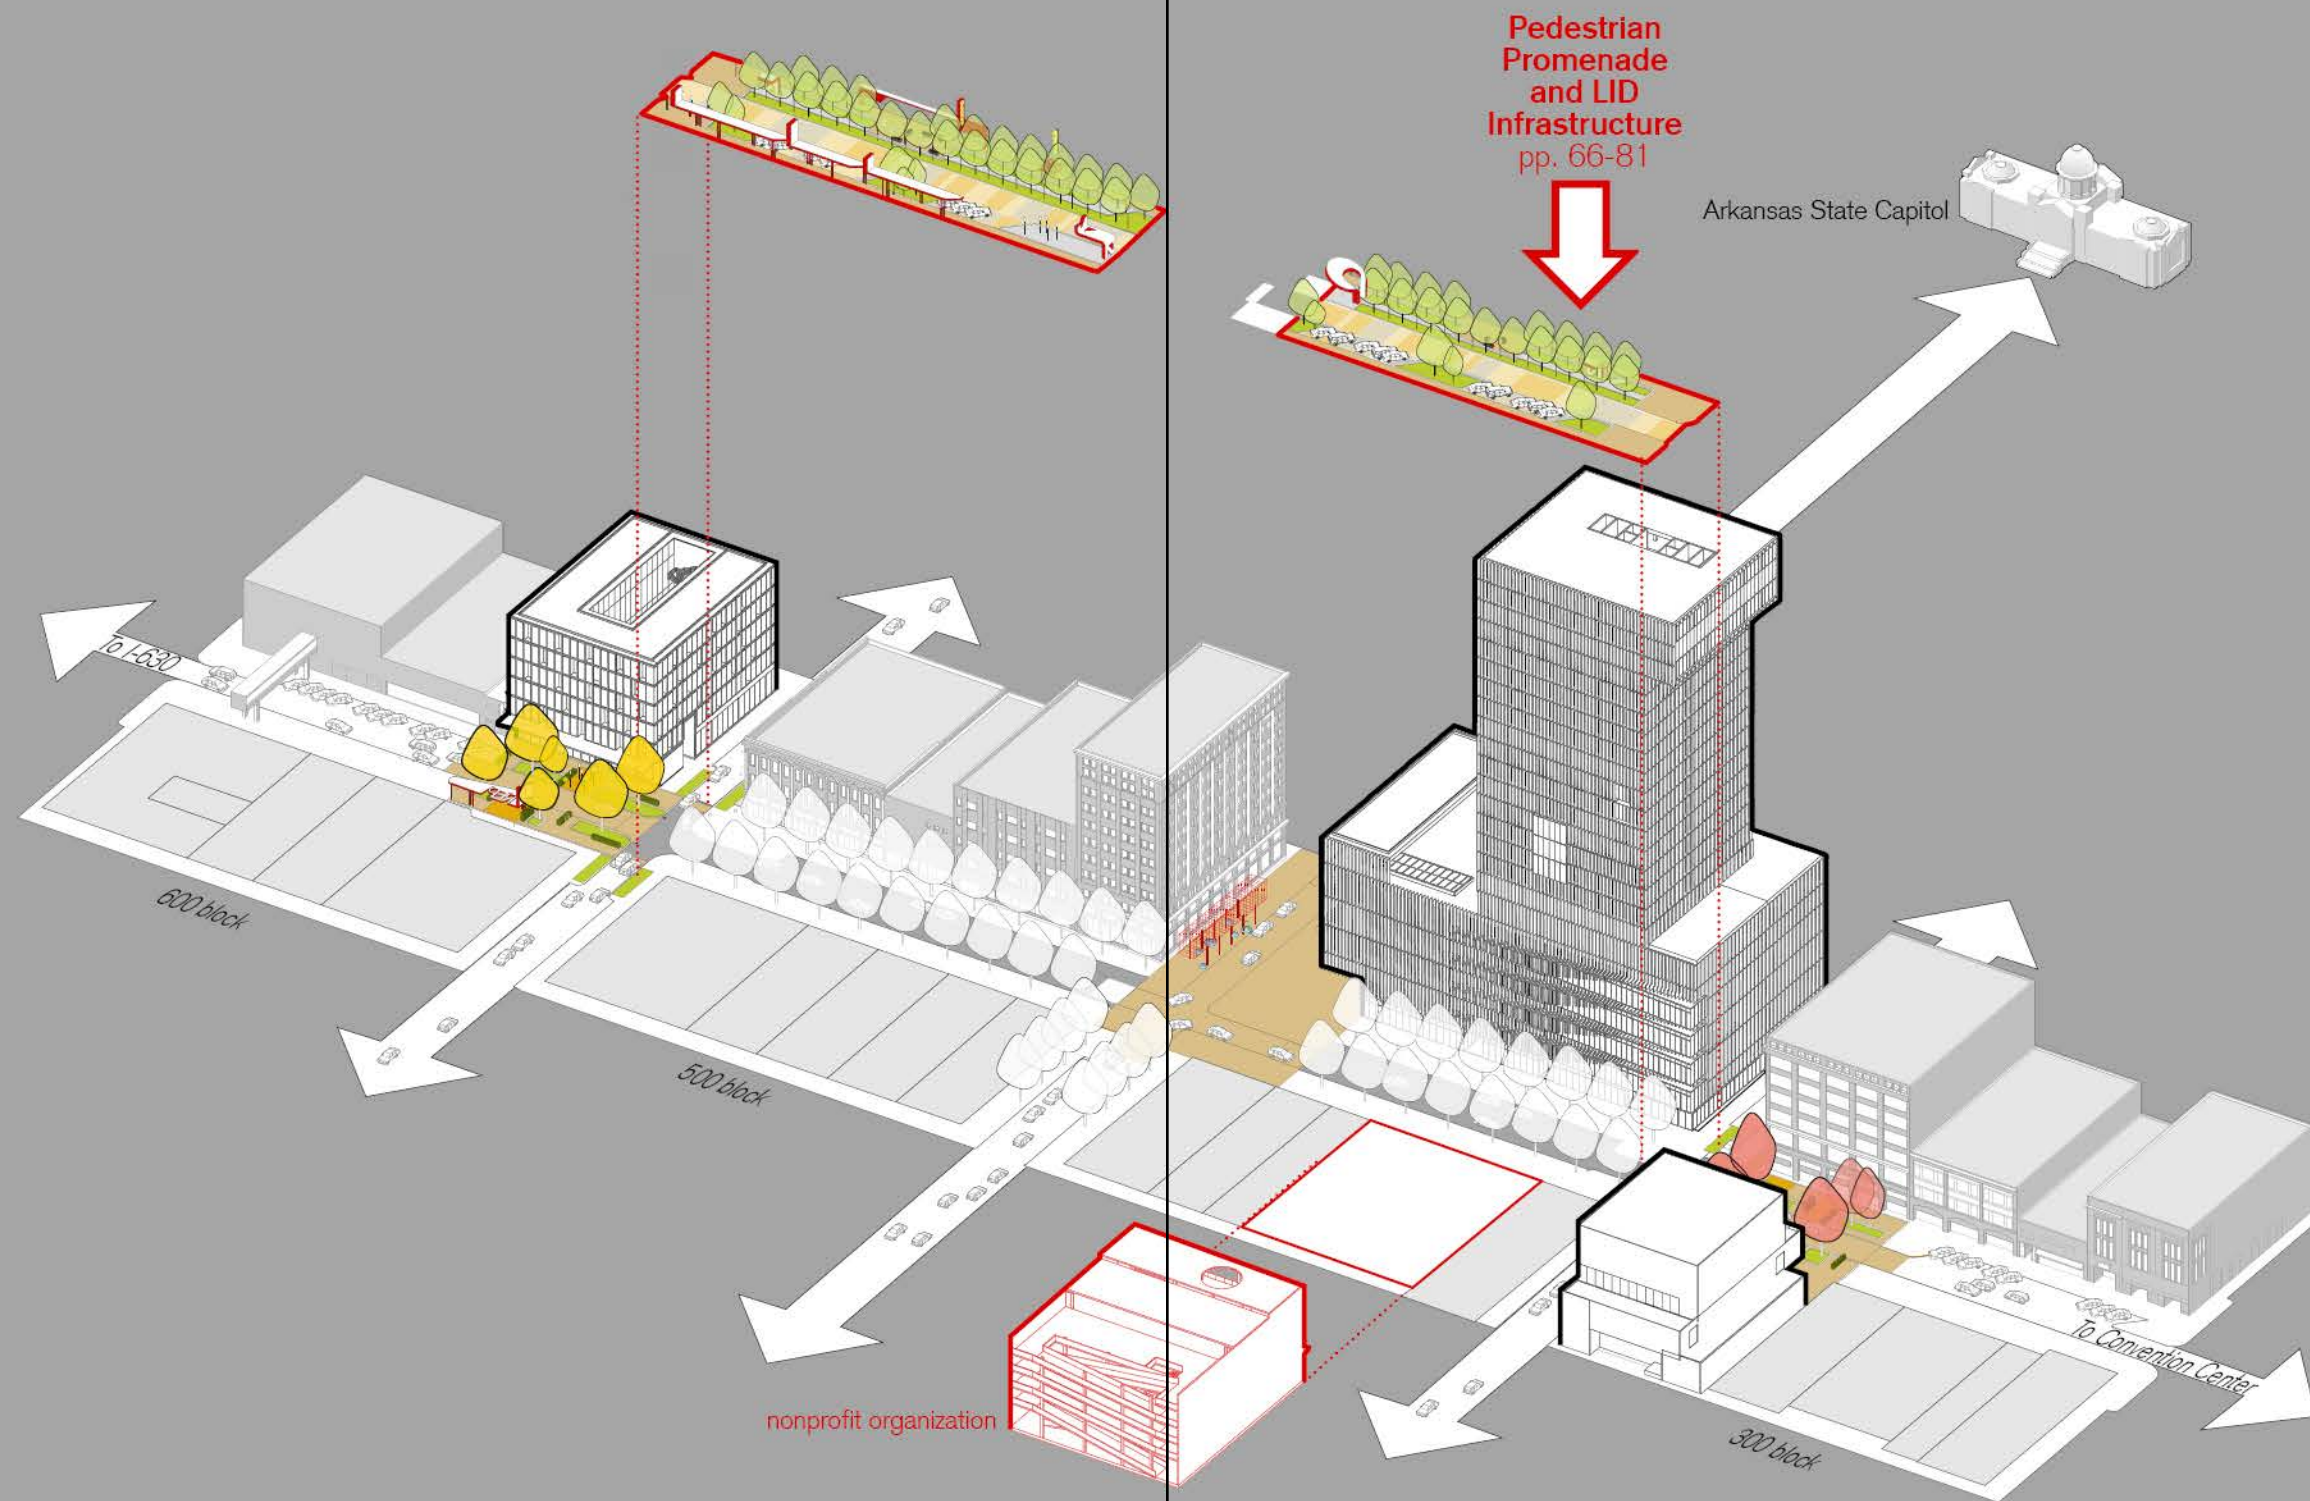 Pedestrian
Promenade
and LID
Infrastructure
pp. 66-81
Arkansas State Capitol
To I-630
600 block
500 block
nonprofit organization
To Convention Center
300 block